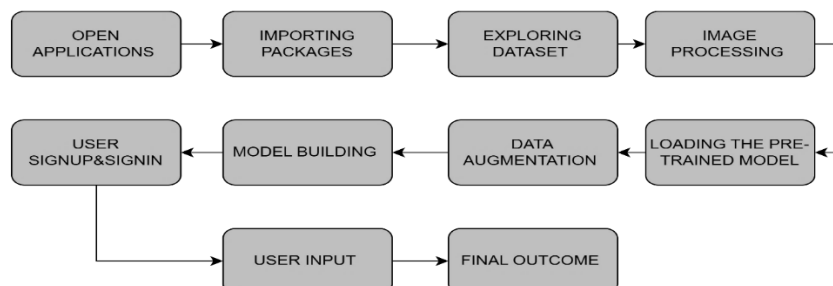 OPEN
APPLICATIONS
IMPORTING
PACKAGES
EXPLORING
DATASET
IMAGE
PROCESSING
LOADING THE PRE-
TRAINED MODEL
DATA
AUGMENTATION
MODEL BUILDING
USER
SIGNUP&SIGNIN
USER INPUT
FINAL OUTCOME